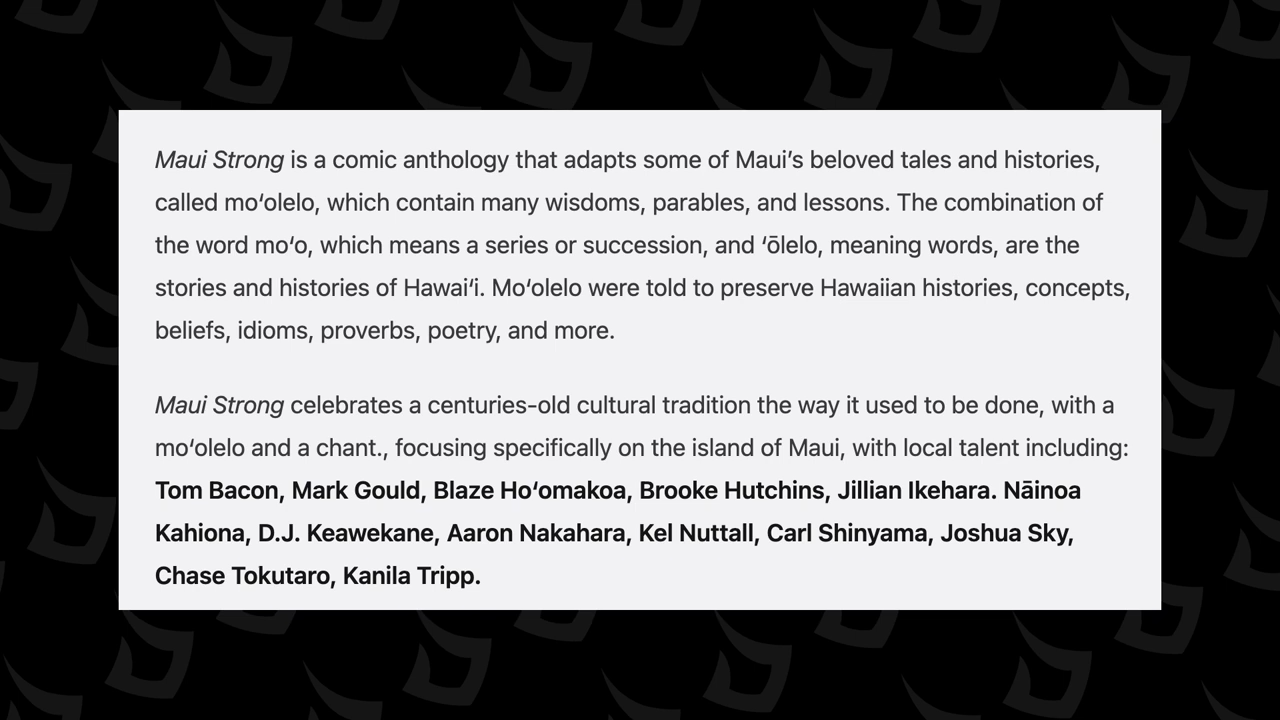 Maui Strong is a comic anthology that adapts some of Maui’s beloved tales and histories,
called moʻolelo, which contain many wisdoms, parables, and lessons. The combination of
the word moʻo, which means a series or succession, and ʻōlelo, meaning words, are the
stories and histories of Hawaiʻi. Moʻolelo were told to preserve Hawaiian histories, concepts,
beliefs, idioms, proverbs, poetry, and more.
Maui Strong celebrates a centuries-old cultural tradition the way it used to be done, with a
moʻolelo and a chant., focusing specifically on the island of Maui, with local talent including:
Tom Bacon, Mark Gould, Blaze Hoʻomakoa, Brooke Hutchins, Jillian Ikehara. Nāinoa
Kahiona, D.J. Keawekane, Aaron Nakahara, Kel Nuttall, Carl Shinyama, Joshua Sky,
Chase Tokutaro, Kanila Tripp.